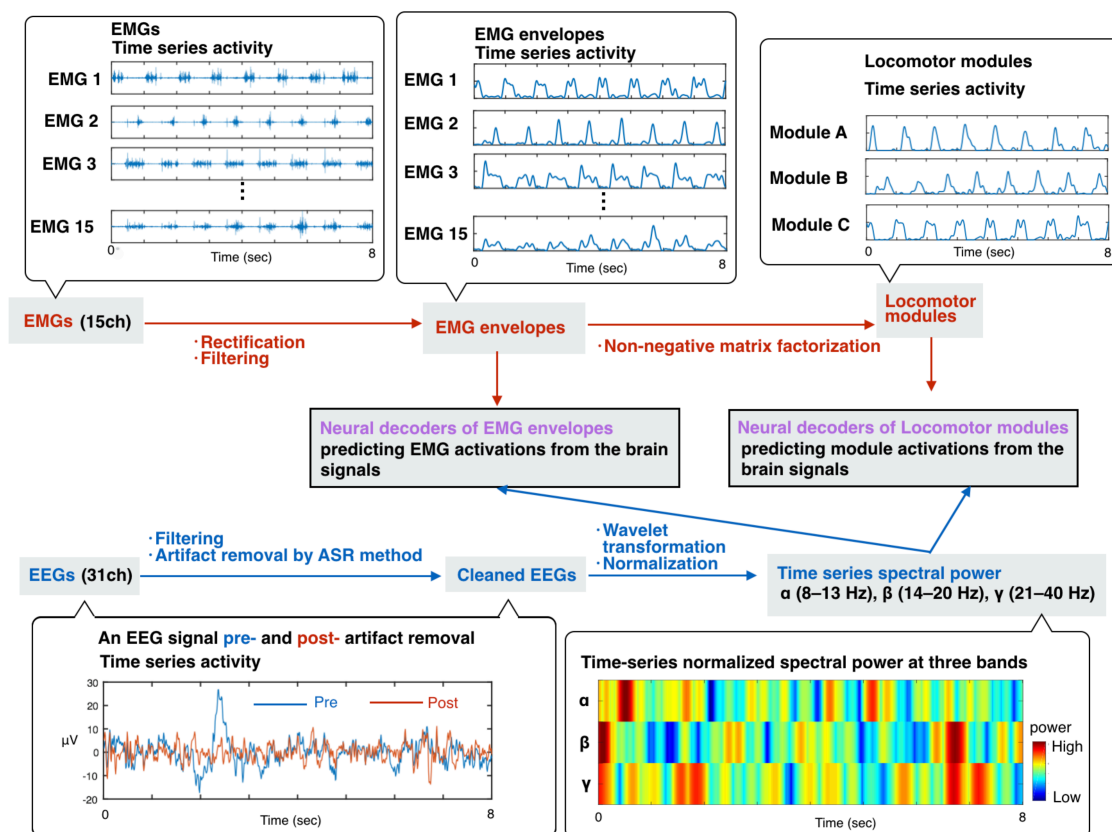 EMGs
Time series activity
EMG 1
EMG 2
EMG 3
EMG 15
0
Time (sec)
8
EMG envelopes
Time series activity
EMG 1
EMG 2
EMG 3
EMG 15
0
Time (sec)
8
Locomotor modules
Time series activity
Module A
Module B
Module C
0
Time (sec)
8
EMGs (15ch)
· Rectification
· Filtering
EMG envelopes
· Non-negative matrix factorization
Locomotor
modules
Neural decoders of EMG envelopes
predicting EMG activations from the brain
signals
Neural decoders of Locomotor modules
predicting module activations from the
brain signals
EEGs (31ch)
· Filtering
· Artifact removal by ASR method
Cleaned EEGs
· Wavelet
transformation
· Normalization
Time series spectral power
α (8–13 Hz), β (14–20 Hz), γ (21–40 Hz)
An EEG signal pre- and post- artifact removal
Time series activity
30
20
10
μV
0
-10
-20
Pre
Post
0
Time (sec)
8
Time-series normalized spectral power at three bands
α
β
γ
power
High
Low
0
Time (sec)
8